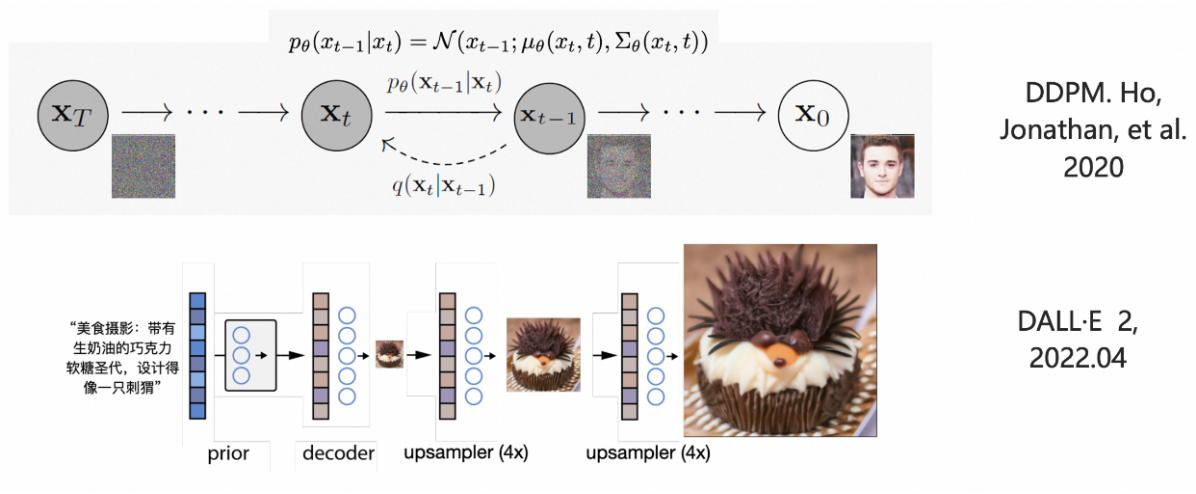 pθ(xt−1|xt) = N(xt−1; μθ(xt, t), Σθ(xt, t))
pθ(xt−1|xt)
xT → ··· → xt → xt−1 → ··· → x0
q(xt|xt−1)
DDPM. Ho,
Jonathan, et al.
2020
“美食摄影：带有
生奶油的巧克力
软糖圣代，设计得
像一只刺猬”
prior
decoder
upsampler (4x)
upsampler (4x)
DALL·E 2,
2022.04